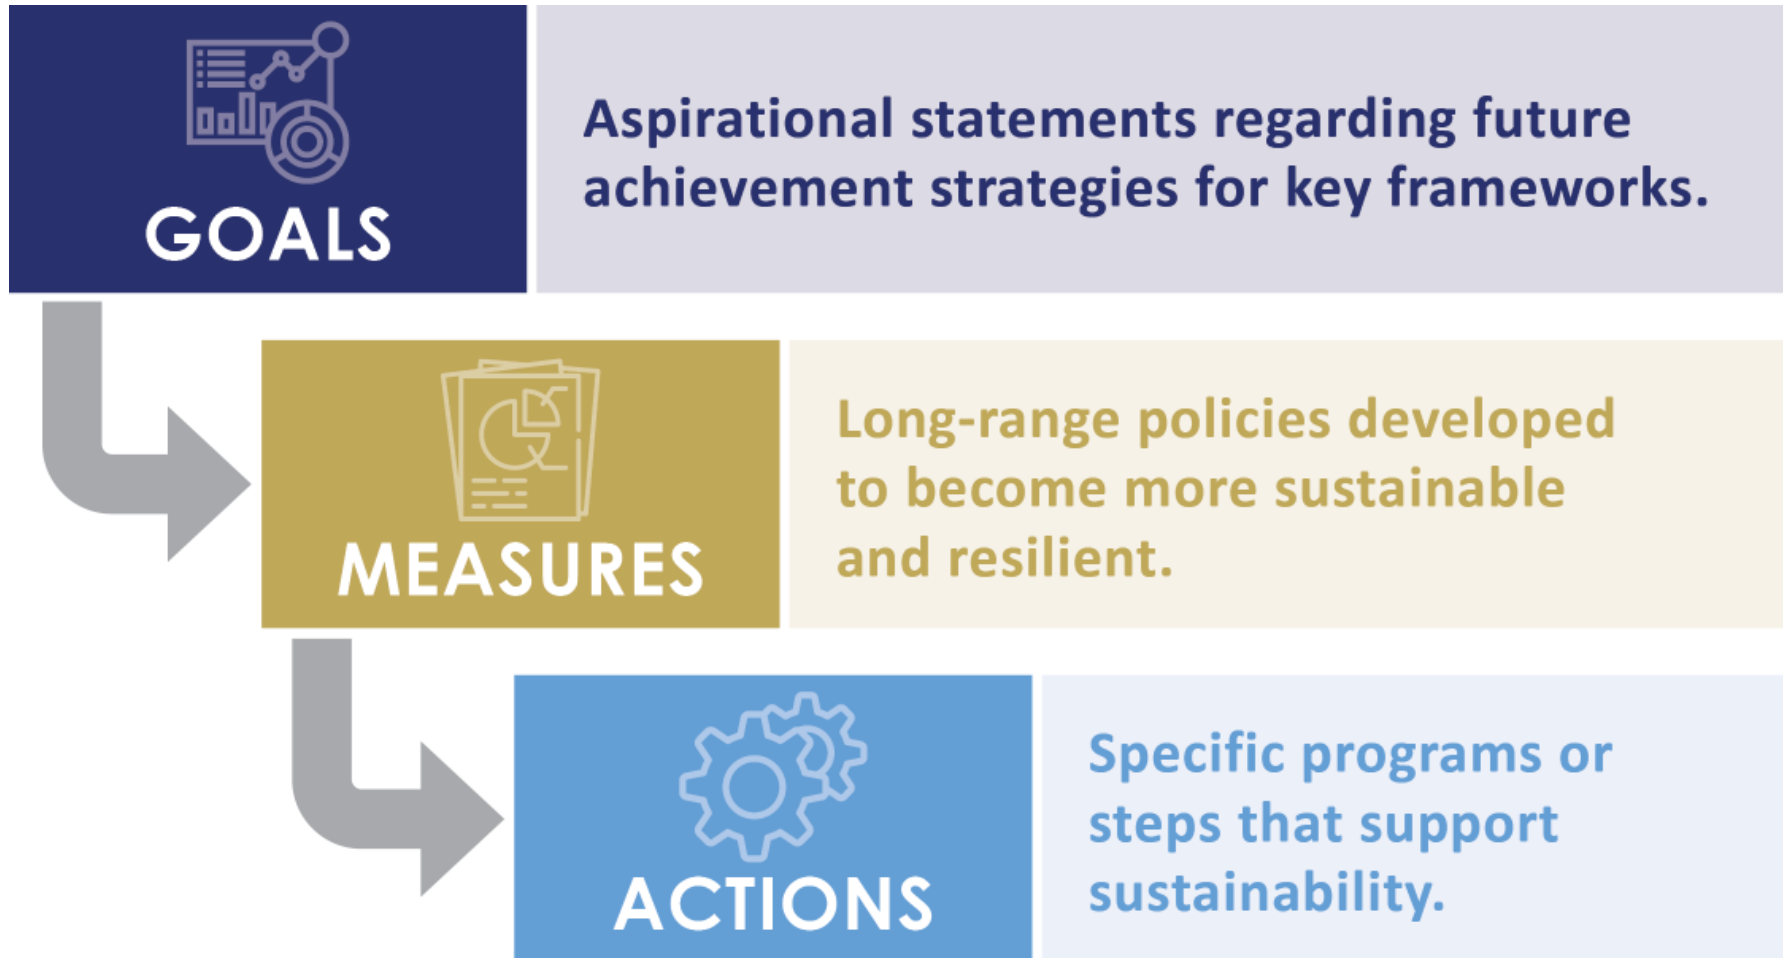 GOALS
Aspirational statements regarding future
achievement strategies for key frameworks.
MEASURES
Long-range policies developed
to become more sustainable
and resilient.
ACTIONS
Specific programs or
steps that support
sustainability.